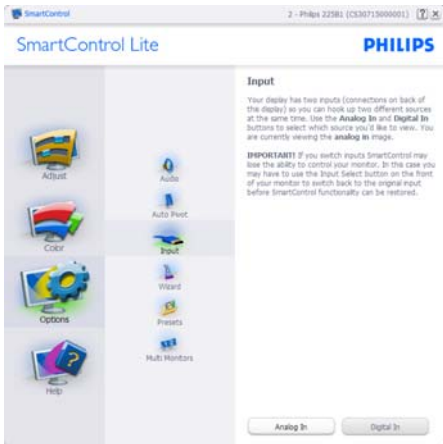 SmartControl
2 - Philips 225B1 (CS30715000001)
SmartControl Lite
PHILIPS
Adjust
Color
Options
Help
Audio
Auto Pivot
Input
Wizard
Presets
Multi Monitors
Input
Your display has two inputs (connections on back of
the display) so you can hook up two different sources
at the same time. Use the Analog In and Digital In
buttons to select which source you'd like to view. You
are currently viewing the analog in image.
IMPORTANT! If you switch inputs SmartControl may
lose the ability to control your monitor. In the case you
may have to use the Input Select button on the front
of your monitor to switch back to the original input
before SmartControl functionality can be restored.
Analog In
Digital In